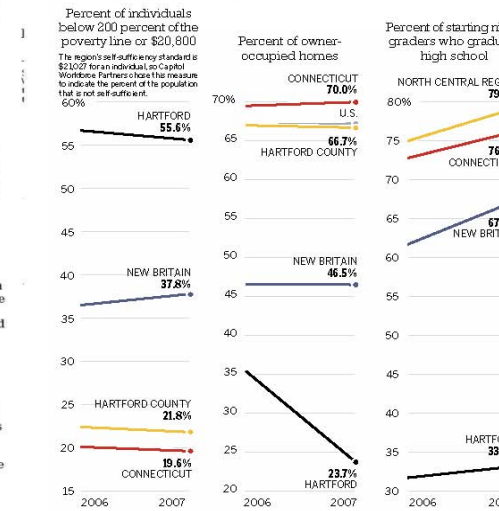 Percent of individuals
below 200 percent of the
poverty line or $20,800
The region's self-sufficiency standard is
$21,027 for an individual, so Capitol
Workforce Partners chose this measure
to indicate the percent of the population
that is not self-sufficient.
60%
HARTFORD
55.6%
55
50
45
40
NEW BRITAIN
37.8%
35
30
25
HARTFORD COUNTY
21.8%
20
19.6%
CONNECTICUT
15
2006 2007
Percent of owner-
occupied homes
CONNECTICUT
70.0%
70%
U.S.
65
66.7%
HARTFORD COUNTY
60
55
50
NEW BRITAIN
46.5%
45
40
35
30
25
23.7%
HARTFORD
20
2006 2007
Percent of starting
graders who
high school
NORTH CENTRAL
80%
75
70
65
NEW
60
55
50
45
40
35
30
2006